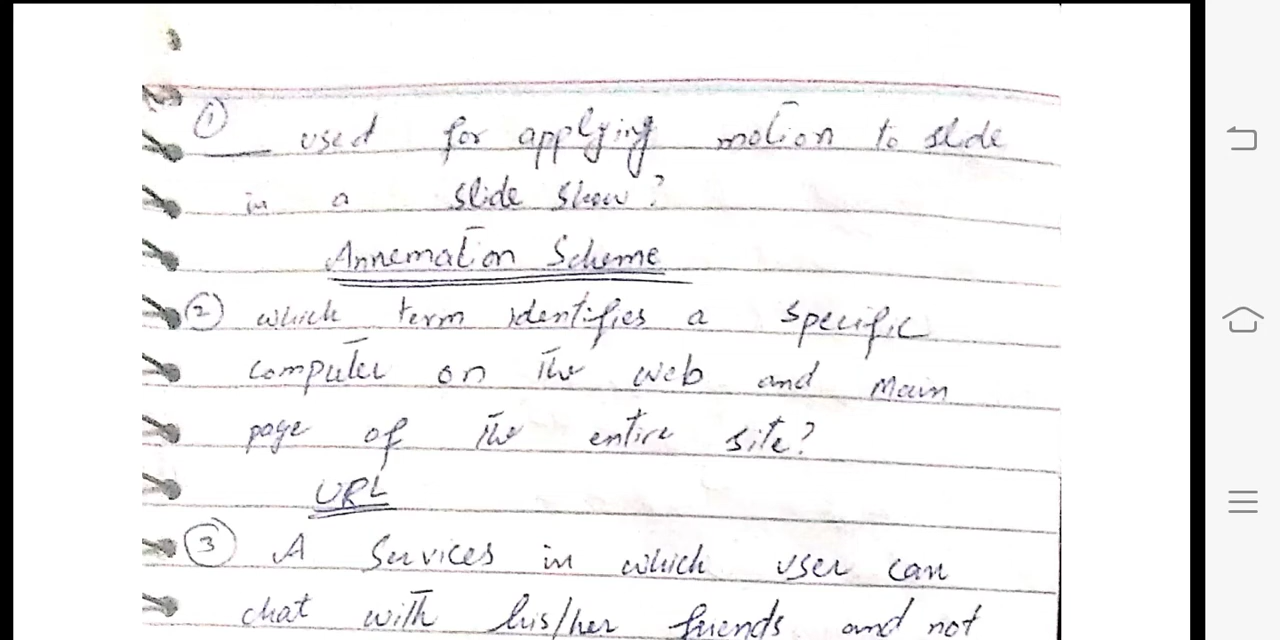 ① ___ used for applying motion to slide
in a slide show?
Annemation Scheme
② which term identifies a specific
computer on the web and main
page of the entire site?
URL
③ A Services in which user can
chat with his/her friends and not